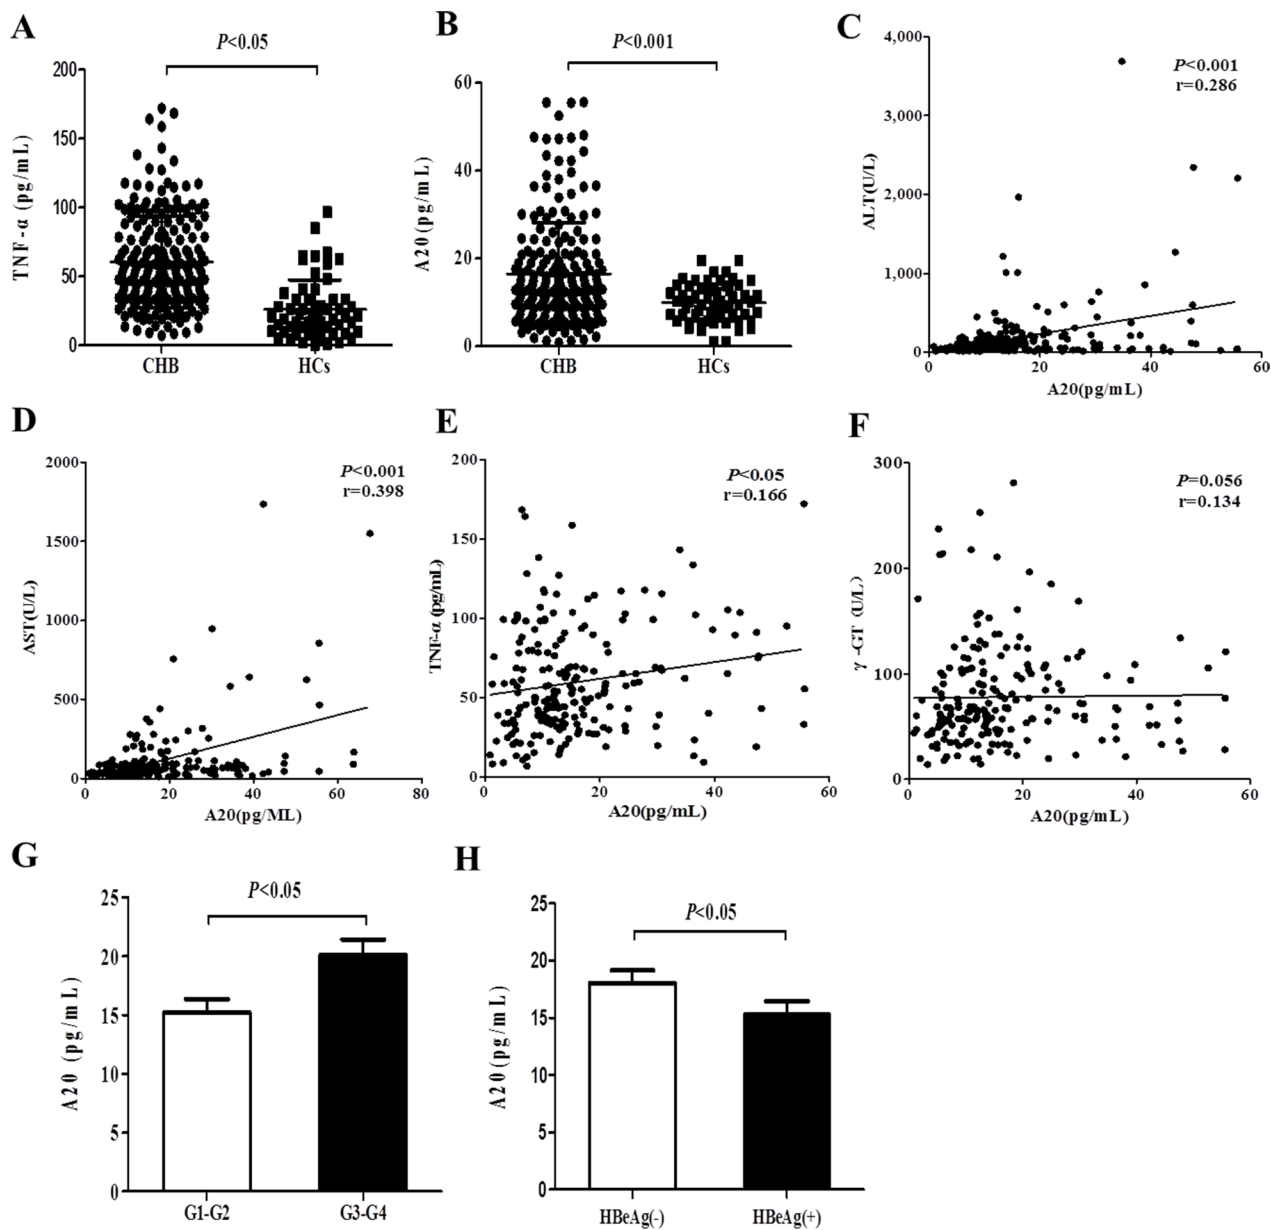 A
P<0.05
200
150
100
50
0
TNF-α (pg/mL)
CHB
HCs
B
P<0.001
60
40
20
0
A20(pg/mL)
CHB
HCs
C
4,000
3,000
2,000
1,000
0
ALT(U/L)
P<0.001
r=0.286
0
20
40
60
A20(pg/mL)
D
2000
1500
1000
500
0
AST(U/L)
P<0.001
r=0.398
0
20
40
60
80
A20(pg/ML)
E
200
150
100
50
0
TNF-α (pg/mL)
P<0.05
r=0.166
0
20
40
60
A20(pg/mL)
F
300
200
100
0
γ -GT (U/L)
P=0.056
r=0.134
0
20
40
60
A20(pg/mL)
G
P<0.05
25
20
15
10
5
0
A20 (pg/mL)
G1-G2
G3-G4
H
P<0.05
25
20
15
10
5
0
A20(pg/mL)
HBeAg(-)
HBeAg(+)